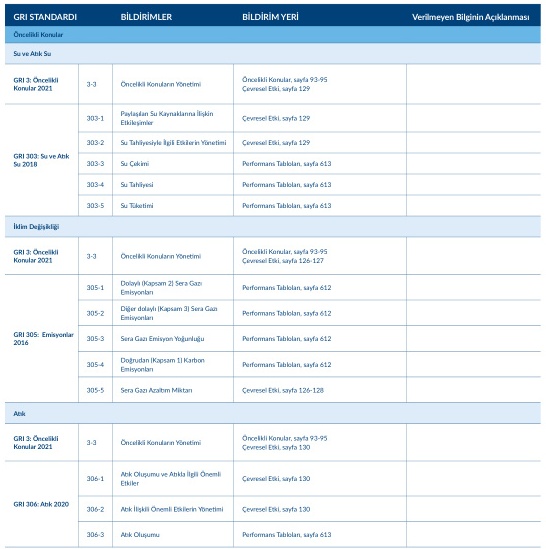 GRI STANDARDI BİLDİRİMLER BİLDİRİM YERİ Verilmeyen Bilginin Açıklanması
Öncelikli Konular
Su ve Atık Su
GRI 3: Öncelikli
Konular 2021
3-3 Öncelikli Konuların Yönetimi
Öncelikli Konular, sayfa 93-95
Çevresel Etki, sayfa 129
GRI 303: Su ve Atık
Su 2018
303-1
Paylaşılan Su Kaynaklarına İlişkin
Etkileşimler
Çevresel Etki, sayfa 129
303-2 Su Tahliyesiyle İlgili Etkilerin Yönetimi Çevresel Etki, sayfa 129
303-3 Su Çekimi Performans Tabloları, sayfa 613
303-4 Su Tahliyesi Performans Tabloları, sayfa 613
303-5 Su Tüketimi Performans Tabloları, sayfa 613
İklim Değişikliği
GRI 3: Öncelikli
Konular 2021
3-3 Öncelikli Konuların Yönetimi
Öncelikli Konular, sayfa 93-95
Çevresel Etki, sayfa 126-127
GRI 305: Emisyonlar
2016
305-1
Dolaylı (Kapsam 2) Sera Gazı
Emisyonları
Performans Tabloları, sayfa 612
305-2
Diğer dolaylı (Kapsam 3) Sera Gazı
Emisyonları
Performans Tabloları, sayfa 612
305-3 Sera Gazı Emisyon Yoğunluğu Performans Tabloları, sayfa 612
305-4
Doğrudan (Kapsam 1) Karbon
Emisyonları
Performans Tabloları, sayfa 612
305-5 Sera Gazı Azaltım Miktarı Çevresel Etki, sayfa 126-128
Atık
GRI 3: Öncelikli
Konular 2021
3-3 Öncelikli Konuların Yönetimi
Öncelikli Konular, sayfa 93-95
Çevresel Etki, sayfa 130
GRI 306: Atık 2020
306-1
Atık Oluşumu ve Atıkla İlgili Önemli
Etkiler
Çevresel Etki, sayfa 130
306-2 Atık İlişkili Önemli Etkilerin Yönetimi Çevresel Etki, sayfa 130
306-3 Atık Oluşumu Performans Tabloları, sayfa 613